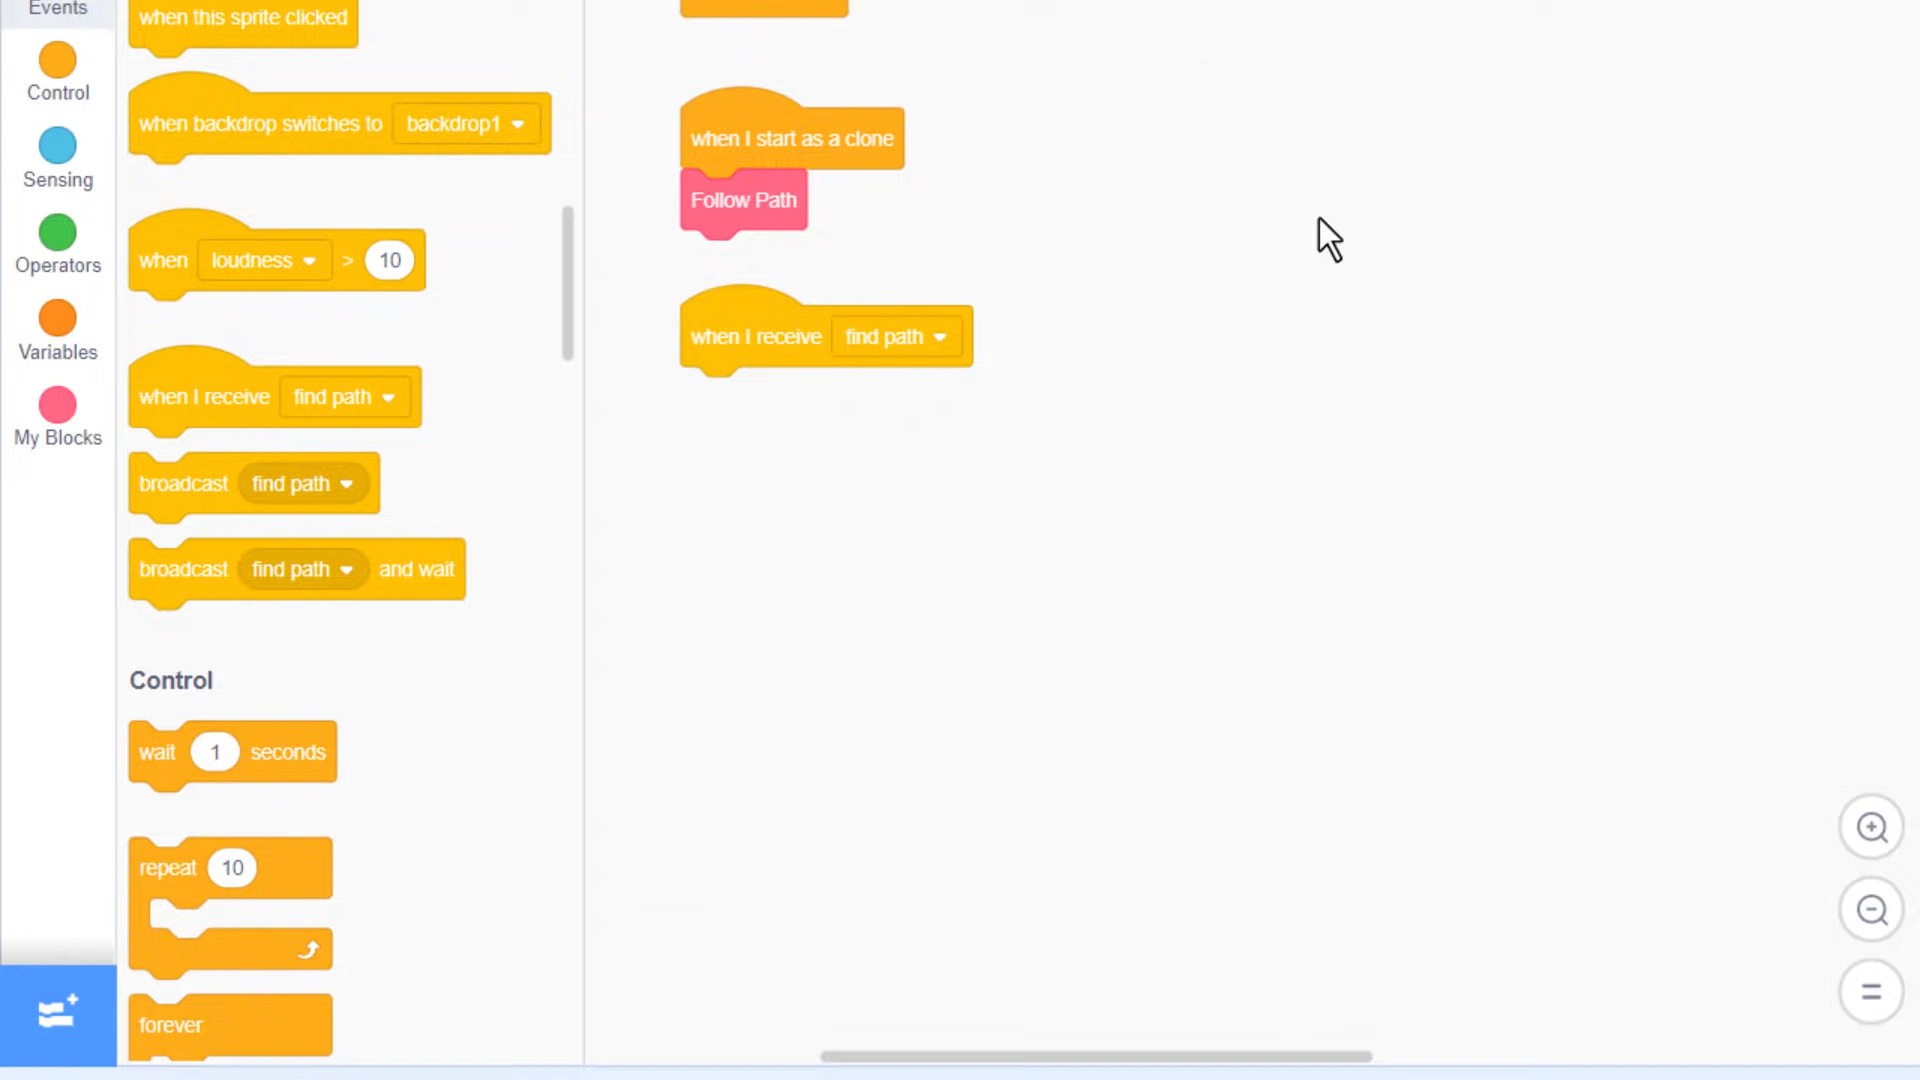 Events
Control
Sensing
Operators
Variables
My Blocks
when this sprite clicked
when backdrop switches to backdrop1
when loudness > 10
when I receive find path
broadcast find path
broadcast find path and wait
Control
wait 1 seconds
repeat 10
forever
when I start as a clone
Follow Path
when I receive find path